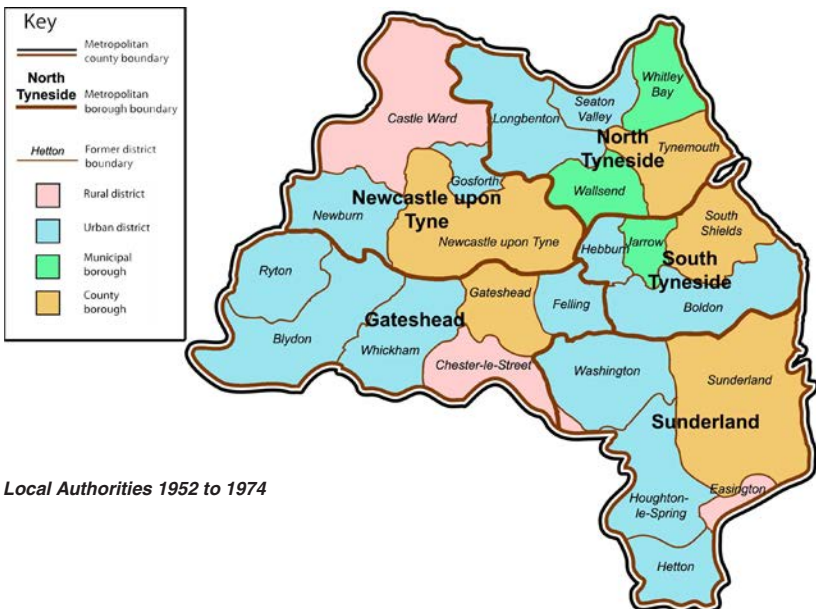 Key
Metropolitan
county boundary
North
Tyneside
Metropolitan
borough boundary
Hetton
Former district
boundary
Rural district
Urban district
Municipal
borough
County
borough
Whitley
Bay
Seaton
Valley
Castle Ward
Longbenton
North
Tyneside
Tynemouth
Gosforth
Wallsend
Newcastle upon
Tyne
Newburn
South
Shields
Newcastle upon Tyne
Hebburn
Jarrow
South
Tyneside
Ryton
Gateshead
Felling
Boldon
Gateshead
Blydon
Whickham
Chester-le-Street
Washington
Sunderland
Sunderland
Easington
Houghton-
le-Spring
Hetton
Local Authorities 1952 to 1974